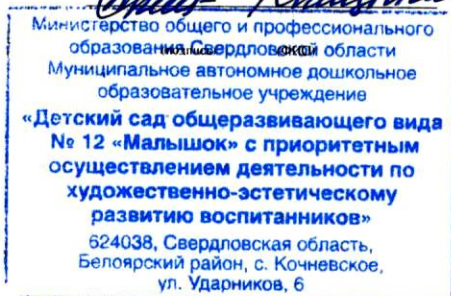 Министерство общего и профессионального
образования Свердловской области
Муниципальное автономное дошкольное
образовательное учреждение
«Детский сад общеразвивающего вида
№ 12 «Малышок» с приоритетным
осуществлением деятельности по
художественно-эстетическому
развитию воспитанников»
624038, Свердловская область,
Белоярский район, с. Кочневское,
ул. Ударников, 6